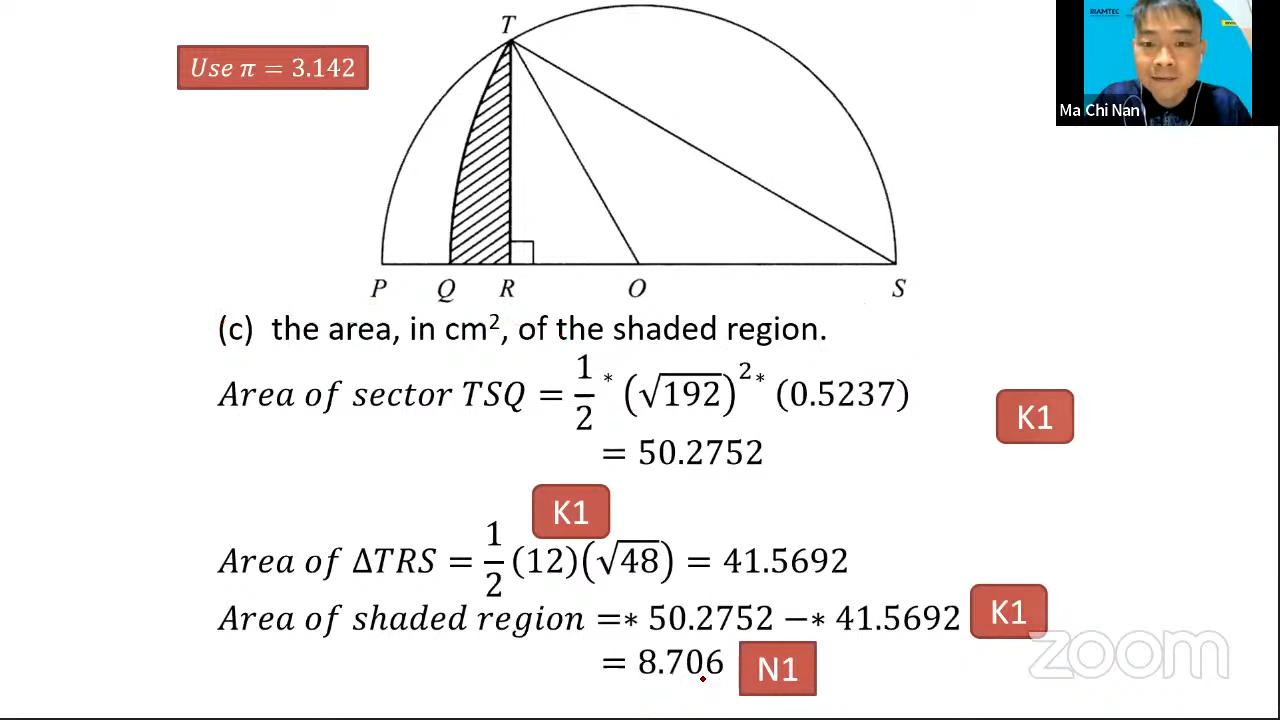 T
Use π = 3.142
BIAMTEC
Ma Chi Nan
P Q R O S
(c) the area, in cm², of the shaded region.
Area of sector TSQ = 1/2 * (√192)²* (0.5237)
K1
= 50.2752
K1
Area of ΔTRS = 1/2 (12)(√48) = 41.5692
Area of shaded region =* 50.2752 −* 41.5692
K1
= 8.706
N1
zoom